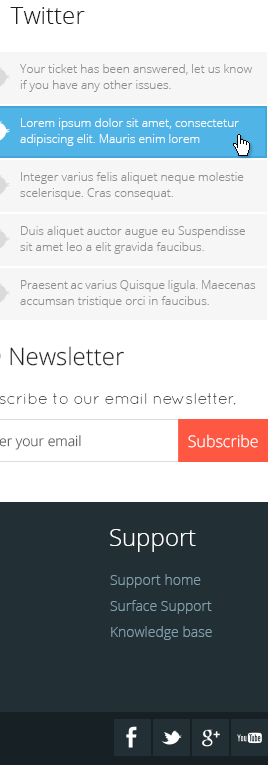 Twitter
Your ticket has been answered, let us know
if you have any other issues.
Lorem ipsum dolor sit amet, consectetur
adipiscing elit. Mauris enim lorem
Integer varius felis aliquet neque molestie
scelerisque. Cras consequat.
Duis aliquet auctor augue eu Suspendisse
sit amet leo a elit gravida faucibus.
Praesent ac varius Quisque ligula. Maecenas
accumsan tristique orci in faucibus.
Newsletter
scribe to our email newsletter.
er your email
Subscribe
Support
Support home
Surface Support
Knowledge base
f
g+
YouTube